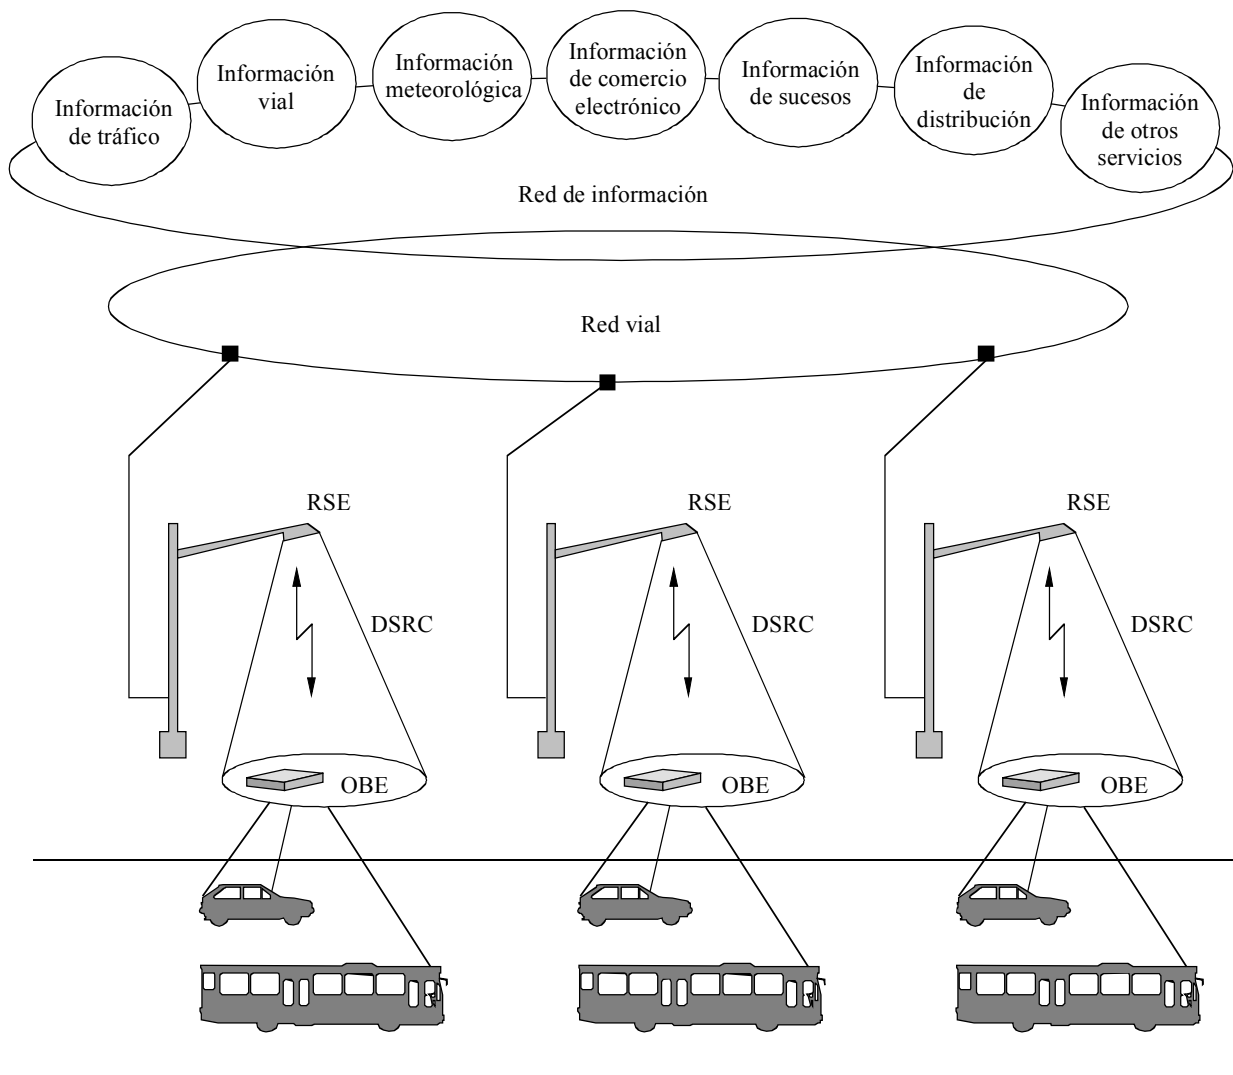 Información
de tráfico
Información
vial
Información
meteorológica
Información
de comercio
electrónico
Información
de sucesos
Información
de
distribución
Información
de otros
servicios
Red de información
Red vial
RSE
RSE
RSE
DSRC
DSRC
DSRC
OBE
OBE
OBE